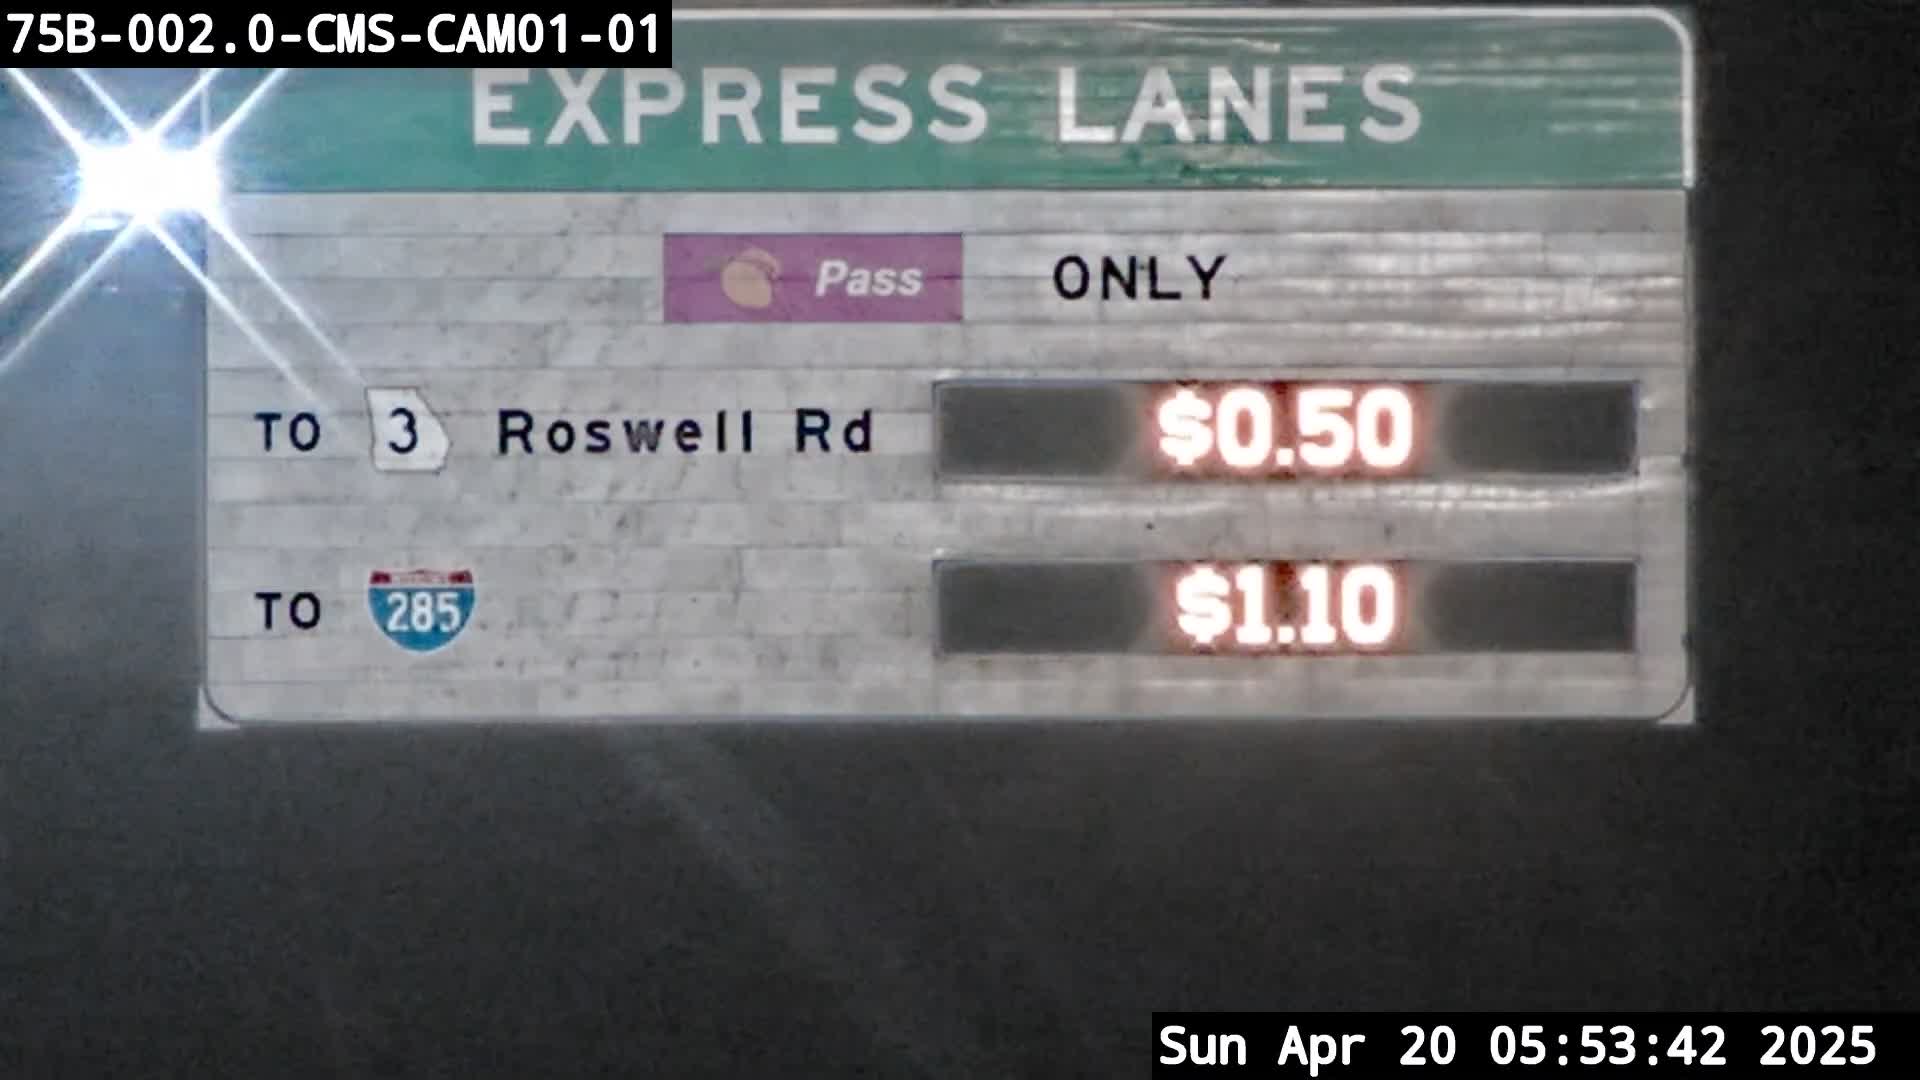 75B-002.0-CMS-CAM01-01
EXPRESS LANES
Pass ONLY
TO 3 Roswell Rd $0.50
TO 285 $1.10
Sun Apr 20 05:53:42 2025